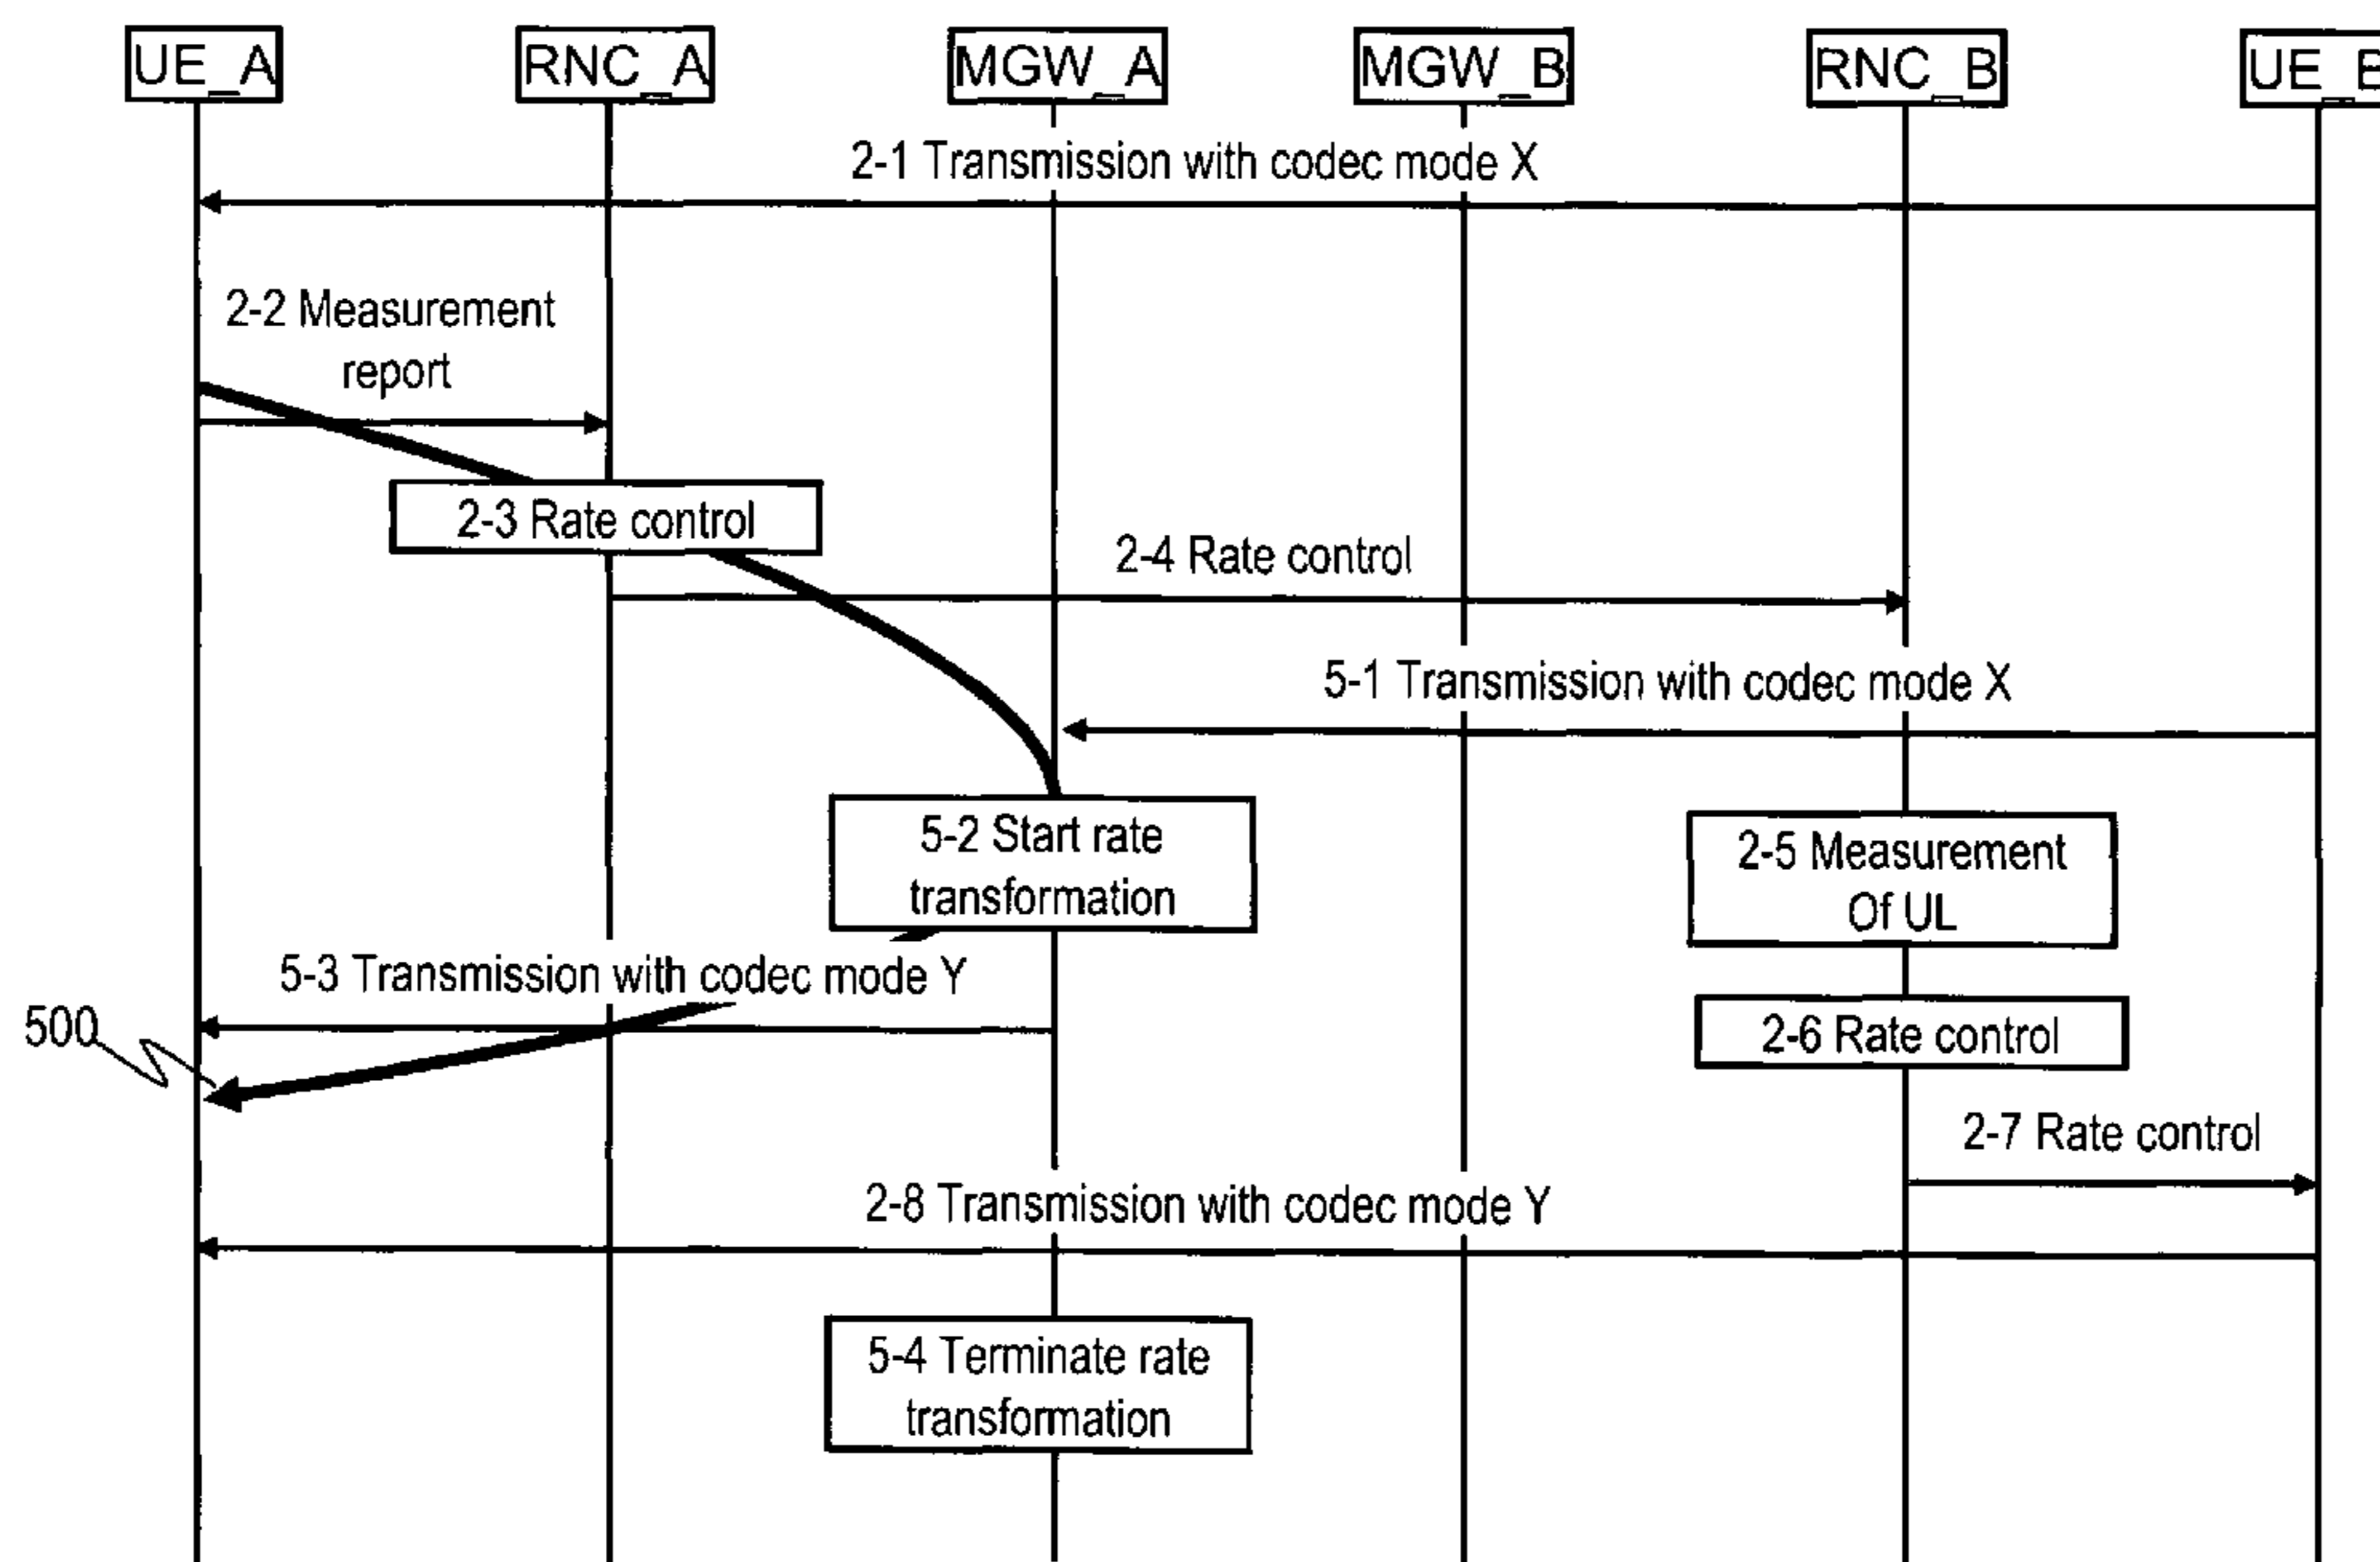 UE_A
RNC_A
MGW_A
MGW_B
RNC_B
UE_B
2-1 Transmission with codec mode X
2-2 Measurement
report
2-3 Rate control
2-4 Rate control
5-1 Transmission with codec mode X
5-2 Start rate
transformation
2-5 Measurement
Of UL
5-3 Transmission with codec mode Y
500
2-6 Rate control
2-7 Rate control
2-8 Transmission with codec mode Y
5-4 Terminate rate
transformation